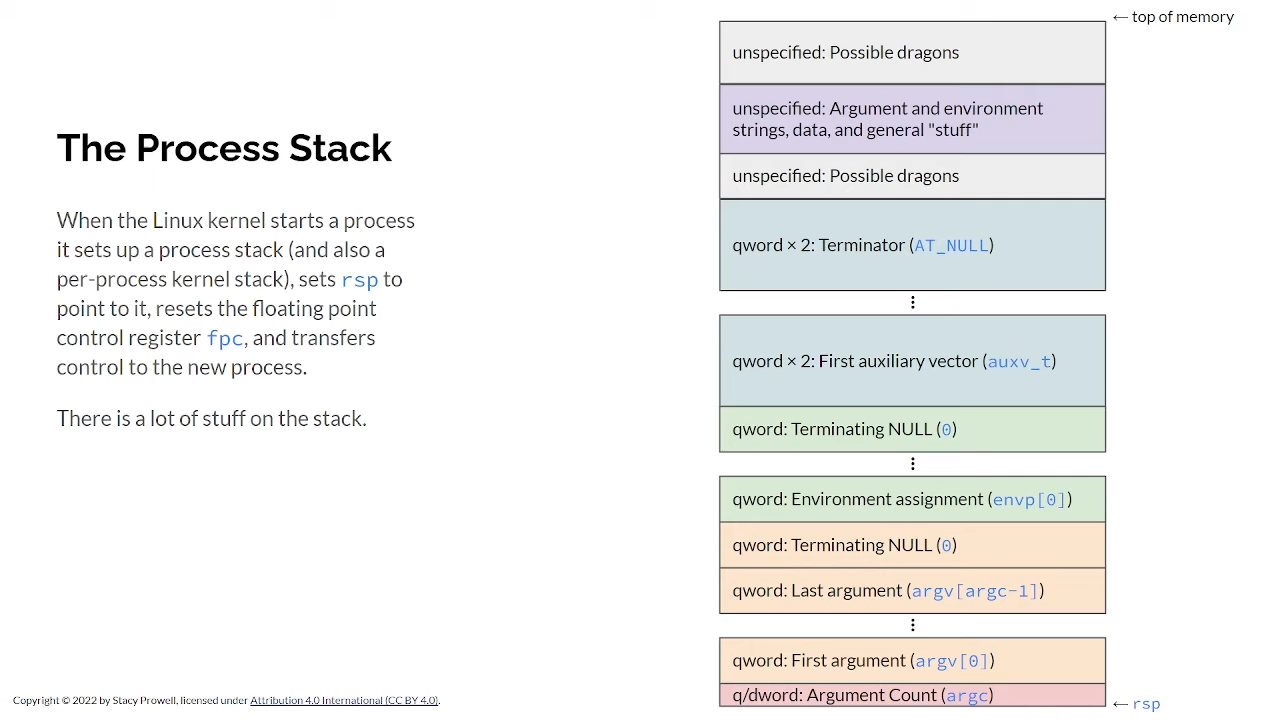 ← top of memory
The Process Stack
When the Linux kernel starts a process
it sets up a process stack (and also a
per-process kernel stack), sets rsp to
point to it, resets the floating point
control register fpc, and transfers
control to the new process.
There is a lot of stuff on the stack.
unspecified: Possible dragons
unspecified: Argument and environment
strings, data, and general "stuff"
unspecified: Possible dragons
qword × 2: Terminator (AT_NULL)
⋮
qword × 2: First auxiliary vector (auxv_t)
qword: Terminating NULL (0)
⋮
qword: Environment assignment (envp[0])
qword: Terminating NULL (0)
qword: Last argument (argv[argc-1])
⋮
qword: First argument (argv[0])
q/dword: Argument Count (argc)
← rsp
Copyright © 2022 by Stacy Prowell, licensed under Attribution 4.0 International (CC BY 4.0).